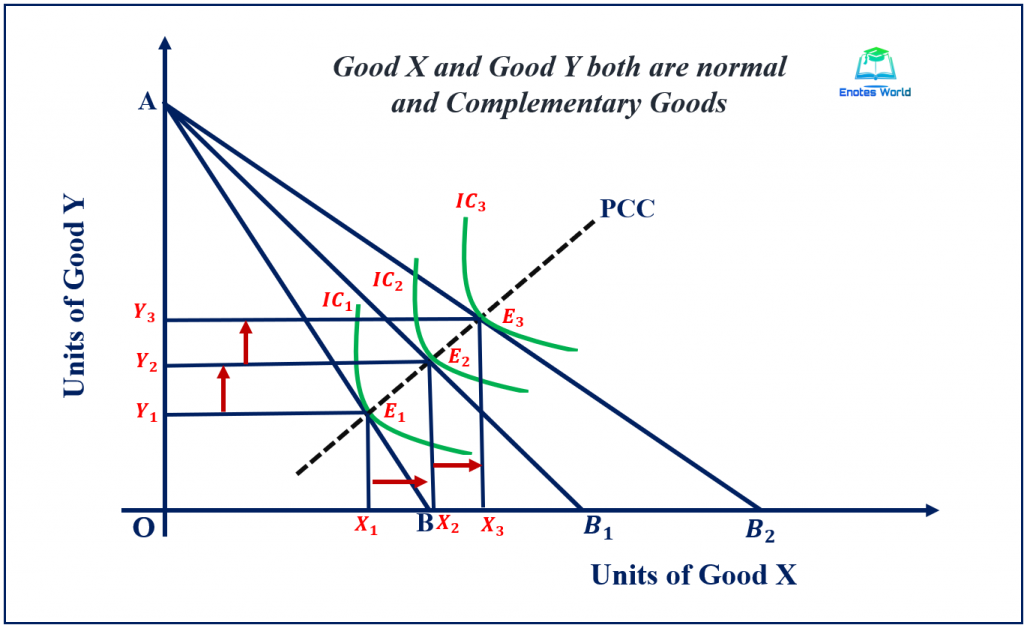 Good X and Good Y both are normal
and Complementary Goods
Enotes World
A
Units of Good Y
IC₃
PCC
IC₂
IC₁
Y₃
E₃
Y₂
E₂
Y₁
E₁
O
X₁
B
X₂
X₃
B₁
B₂
Units of Good X